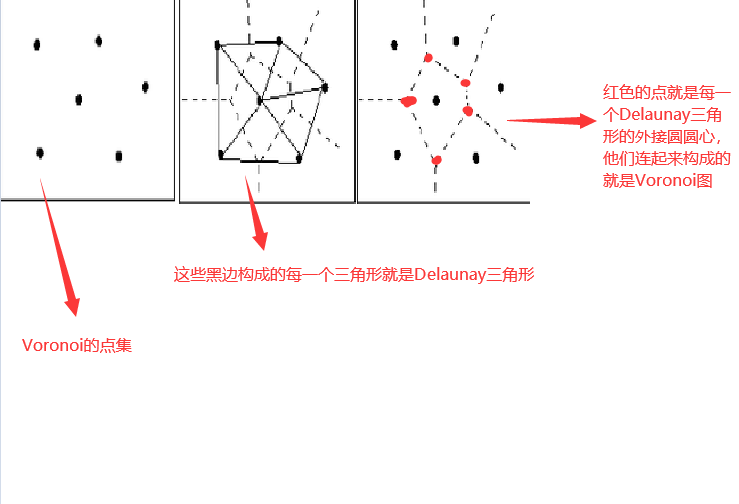 红色的点就是每一
个Delaunay三角
形的外接圆圆心，
他们连起来构成的
就是Voronoi图
这些黑边构成的每一个三角形就是Delaunay三角形
Voronoi的点集